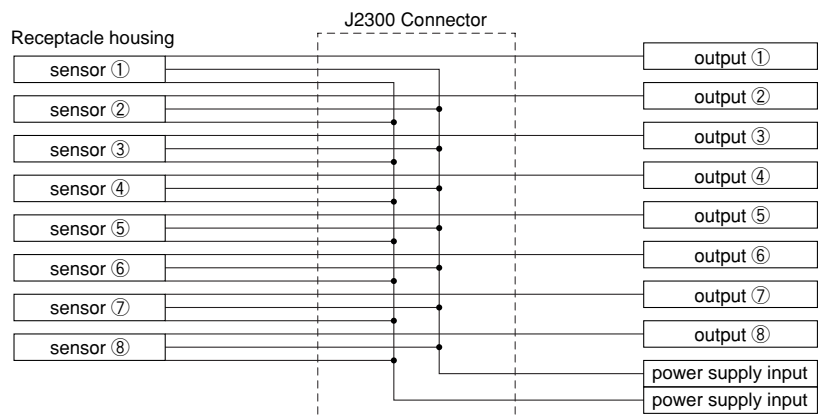 J2300 Connector
Receptacle housing
sensor ① output ①
sensor ② output ②
sensor ③ output ③
sensor ④ output ④
sensor ⑤ output ⑤
sensor ⑥ output ⑥
sensor ⑦ output ⑦
sensor ⑧ output ⑧
power supply input
power supply input